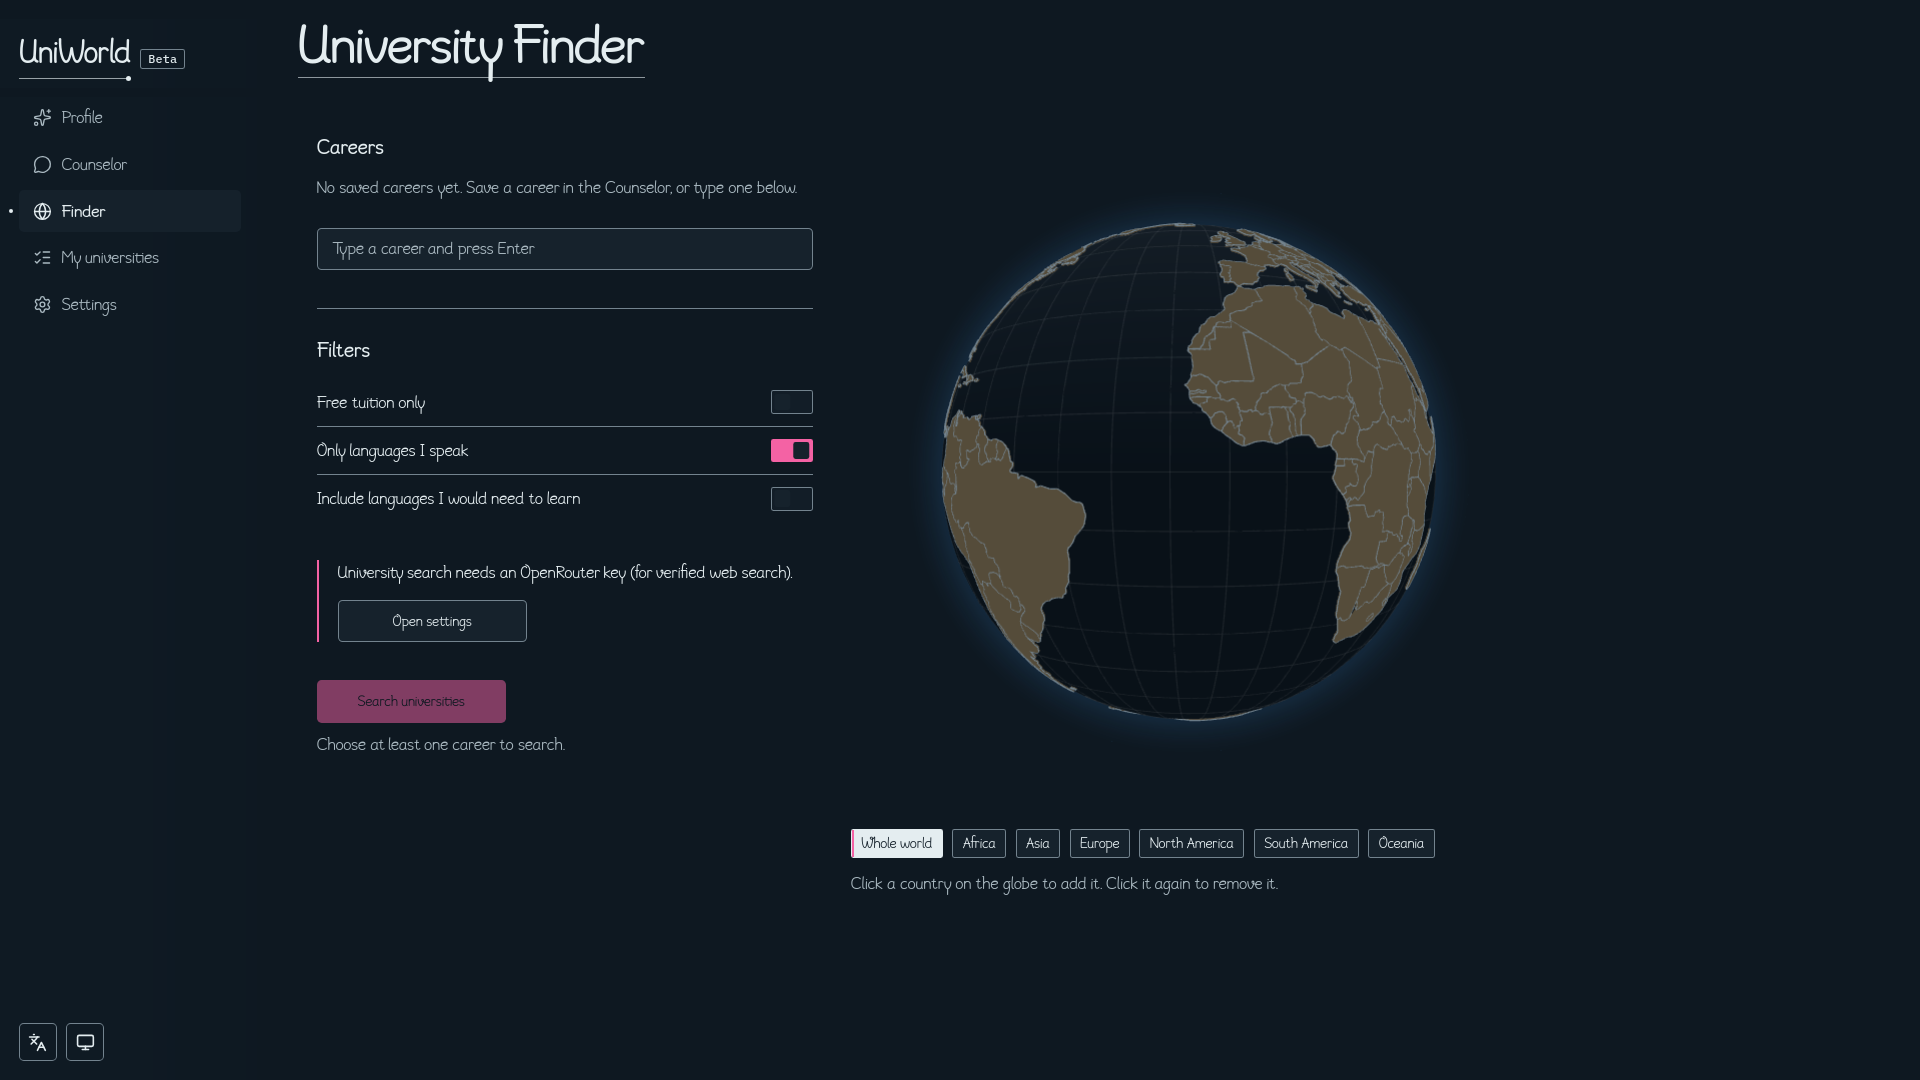 UniWorld
Beta
Profile
Counselor
Finder
My universities
Settings
University Finder
Careers
No saved careers yet. Save a career in the Counselor, or type one below.
Type a career and press Enter
Filters
Free tuition only
Only languages I speak
Include languages I would need to learn
University search needs an OpenRouter key (for verified web search).
Open settings
Search universities
Choose at least one career to search.
Whole world
Africa
Asia
Europe
North America
South America
Oceania
Click a country on the globe to add it. Click it again to remove it.